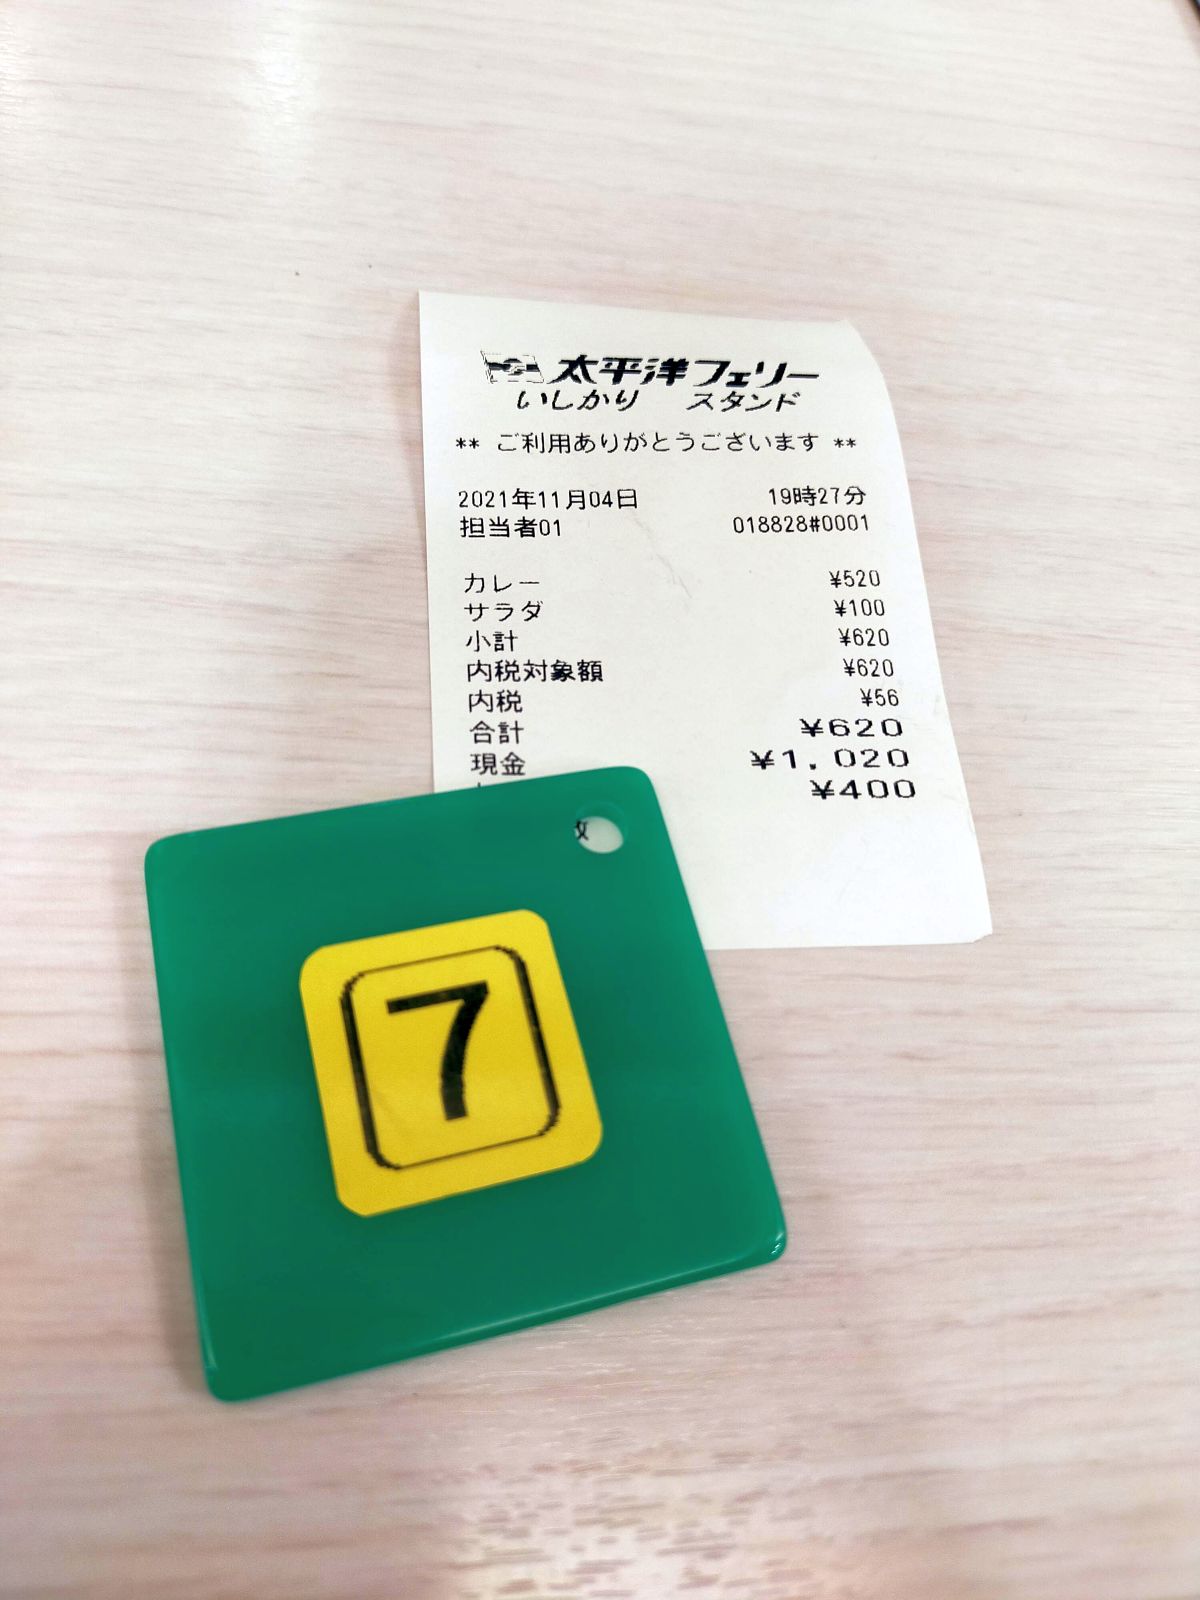 太平洋フェリー
いしかり スタンド
** ご利用ありがとうございます **
2021年11月04日 19時27分
担当者01 018828#0001
カレー ¥520
サラダ ¥100
小計 ¥620
内税対象額 ¥620
内税 ¥56
合計 ¥620
現金 ¥1,020
¥400
7